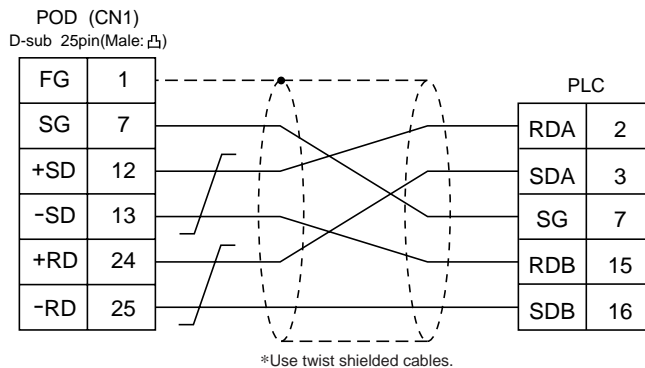 POD (CN1)
D-sub 25pin(Male: 凸)
FG 1
SG 7
+SD 12
-SD 13
+RD 24
-RD 25
PLC
RDA 2
SDA 3
SG 7
RDB 15
SDB 16
*Use twist shielded cables.